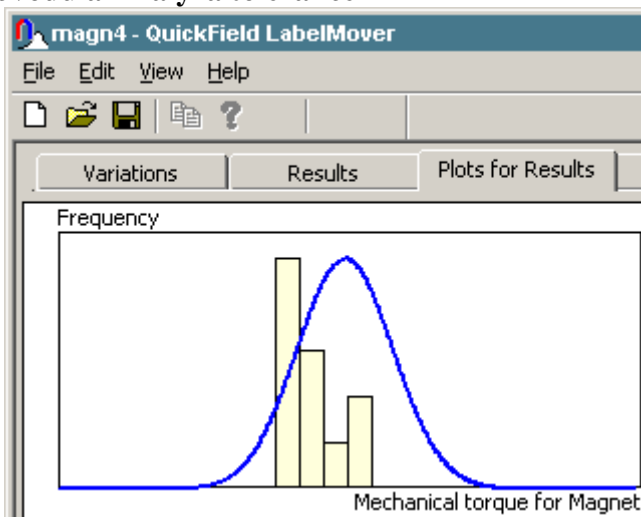 magn4 - QuickField LabelMover
File Edit View Help
Variations Results Plots for Results
Frequency
Mechanical torque for Magnet